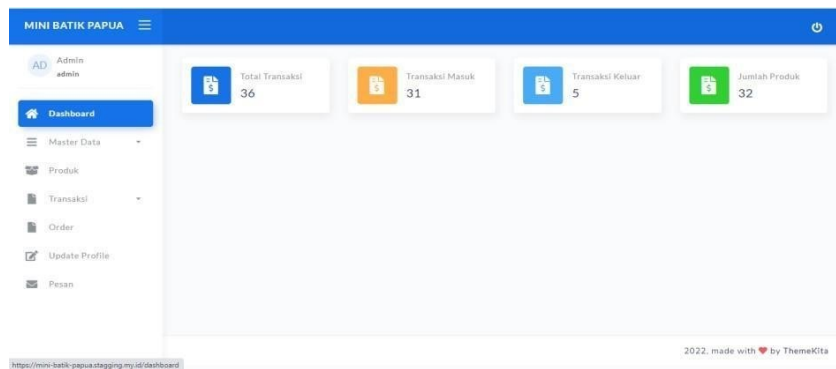 MINI BATIK PAPUA
AD
Admin
admin
Dashboard
Master Data
Produk
Transaksi
Order
Update Profile
Pesan
Total Transaksi
36
Transaksi Masuk
31
Transaksi Keluar
5
Jumlah Produk
32
2022, made with ❤ by ThemeKita
https://mini-batik-papua.stagging.my.id/dashboard